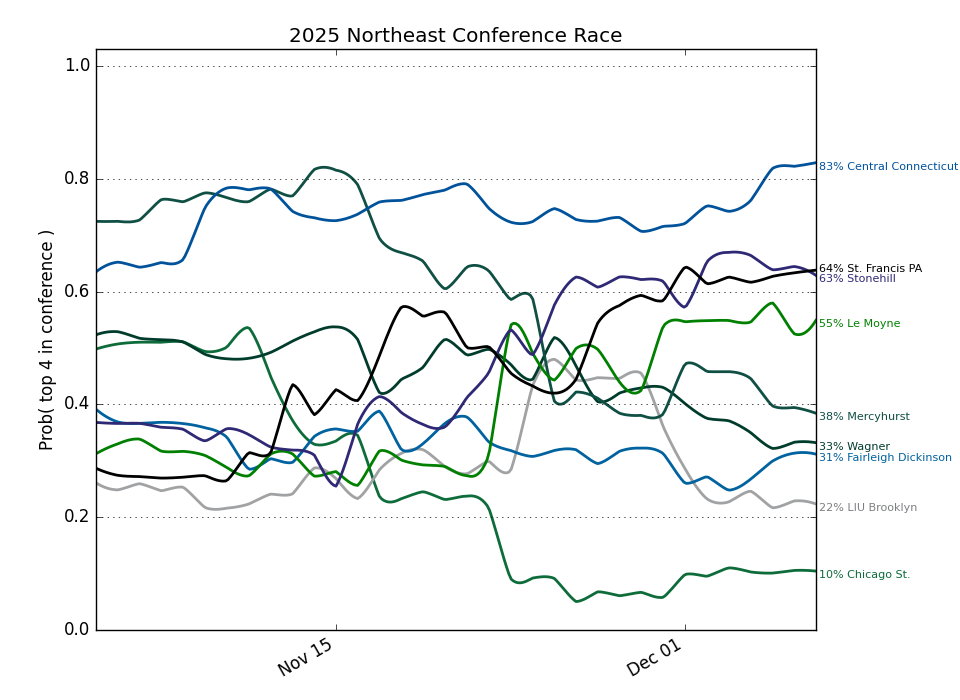 2025 Northeast Conference Race
Prob( top 4 in conference )
1.0
0.8
0.6
0.4
0.2
0.0
Nov 15
Dec 01
83% Central Connecticut
64% St. Francis PA
63% Stonehill
55% Le Moyne
38% Mercyhurst
33% Wagner
31% Fairleigh Dickinson
22% LIU Brooklyn
10% Chicago St.